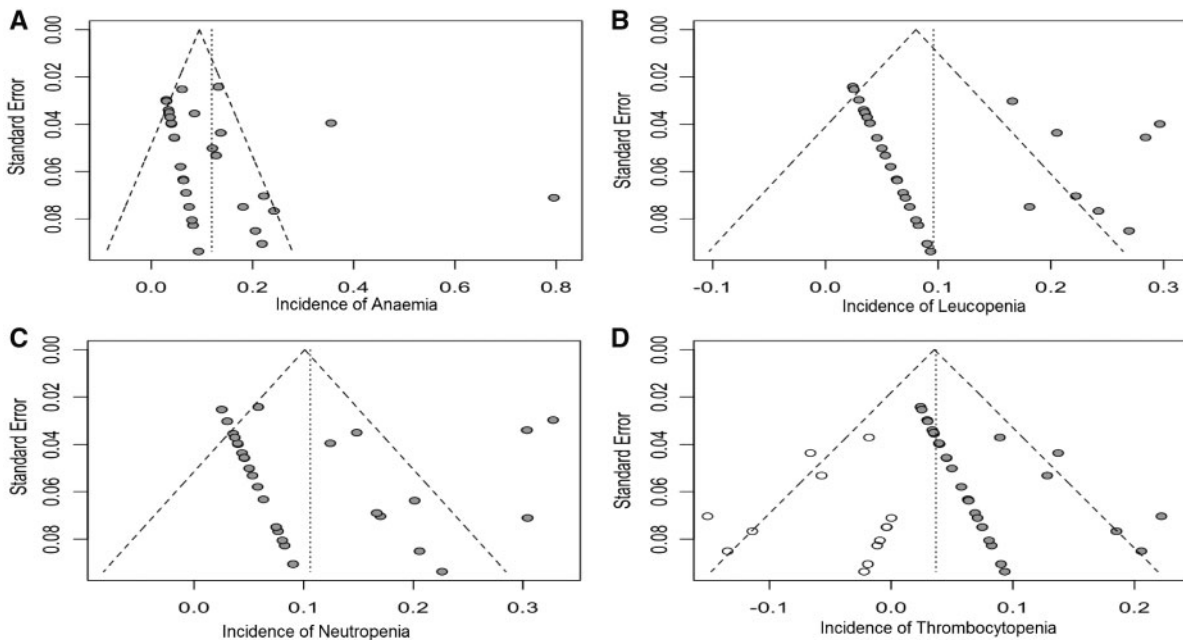 A
Standard Error
0.00
0.02
0.04
0.06
0.08
0.0 0.2 0.4 0.6 0.8
Incidence of Anaemia
B
Standard Error
0.00
0.02
0.04
0.06
0.08
-0.1 0.0 0.1 0.2 0.3
Incidence of Leucopenia
C
Standard Error
0.00
0.02
0.04
0.06
0.08
0.0 0.1 0.2 0.3
Incidence of Neutropenia
D
Standard Error
0.00
0.02
0.04
0.06
0.08
-0.1 0.0 0.1 0.2
Incidence of Thrombocytopenia